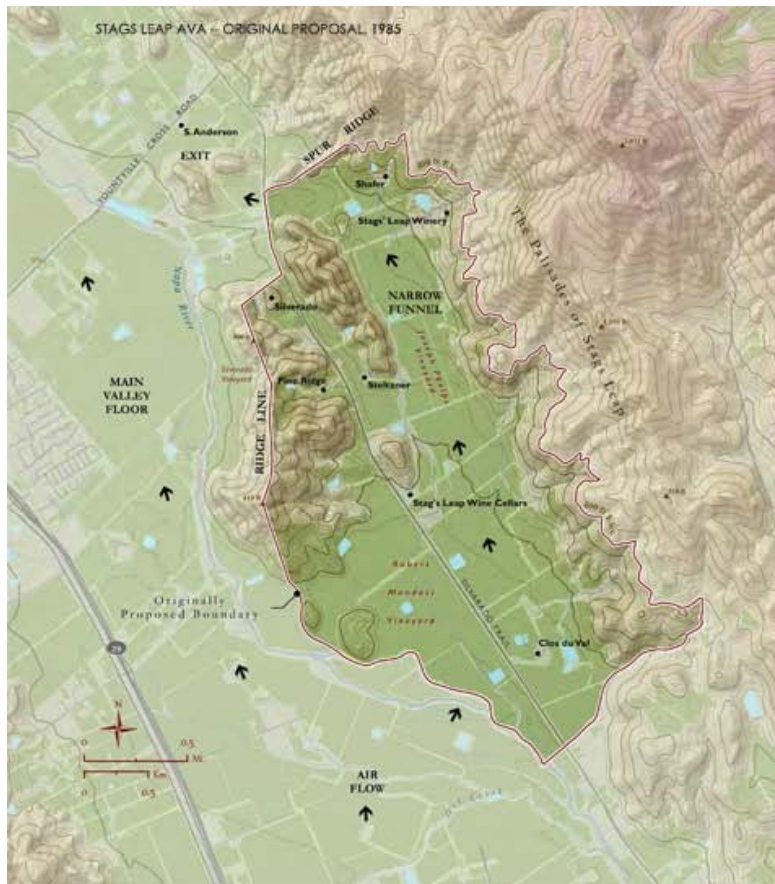 STAGS LEAP AVA – ORIGINAL PROPOSAL, 1985
YOUNTVILLE CROSS ROAD
S. Anderson
EXIT
SPUR RIDGE
Shafer
Stags' Leap Winery
The Palisades of Stags Leap
Napa River
Silverado
NARROW
FUNNEL
Joseph Phelps
Vineyard
MAIN
VALLEY
FLOOR
Pine Ridge
Steltzner
RIDGE LINE
Stag's Leap Wine Cellars
Originally
Proposed Boundary
Robert
Mondavi
Vineyard
SILVERADO TRAIL
Clos du Val
29
N
0 0.5
Mi.
Km
0 0.5
AIR
FLOW